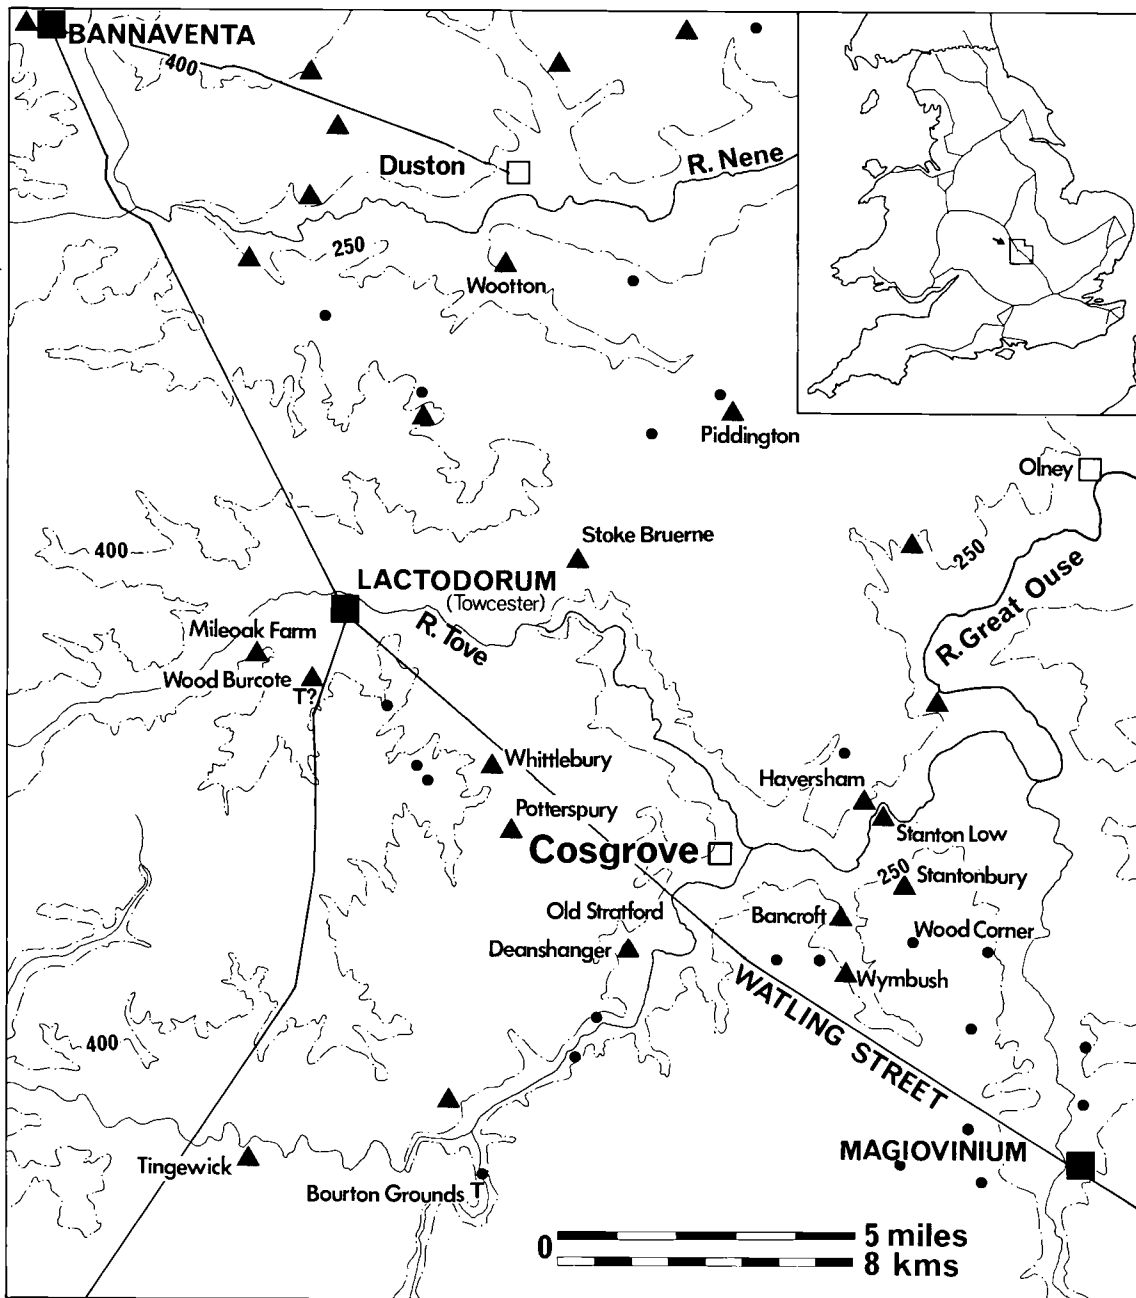 BANNAVENTA
400
Duston
R. Nene
250
Wootton
Piddington
Olney
Stoke Bruerne
400
250
LACTODORUM
(Towcester)
R. Tove
R. Great Ouse
Mileoak Farm
Wood Burcote
T?
Whittlebury
Haversham
Potterspury
Stanton Low
Cosgrove
250
Stantonbury
Old Stratford
Bancroft
Wood Corner
Deanshanger
Wymbush
WATLING STREET
400
MAGIOVINIUM
Tingewick
Bourton Grounds T
0
5 miles
8 kms